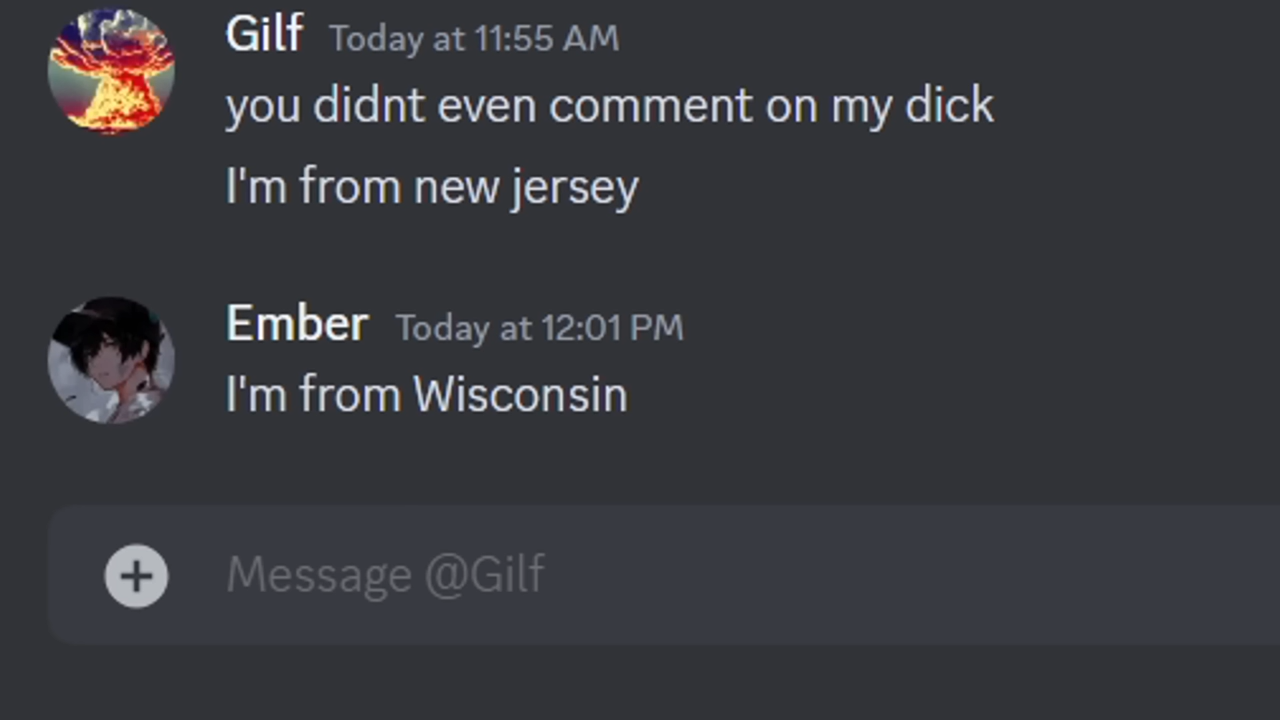 Gilf Today at 11:55 AM
you didnt even comment on my dick
I'm from new jersey
Ember Today at 12:01 PM
I'm from Wisconsin
Message @Gilf